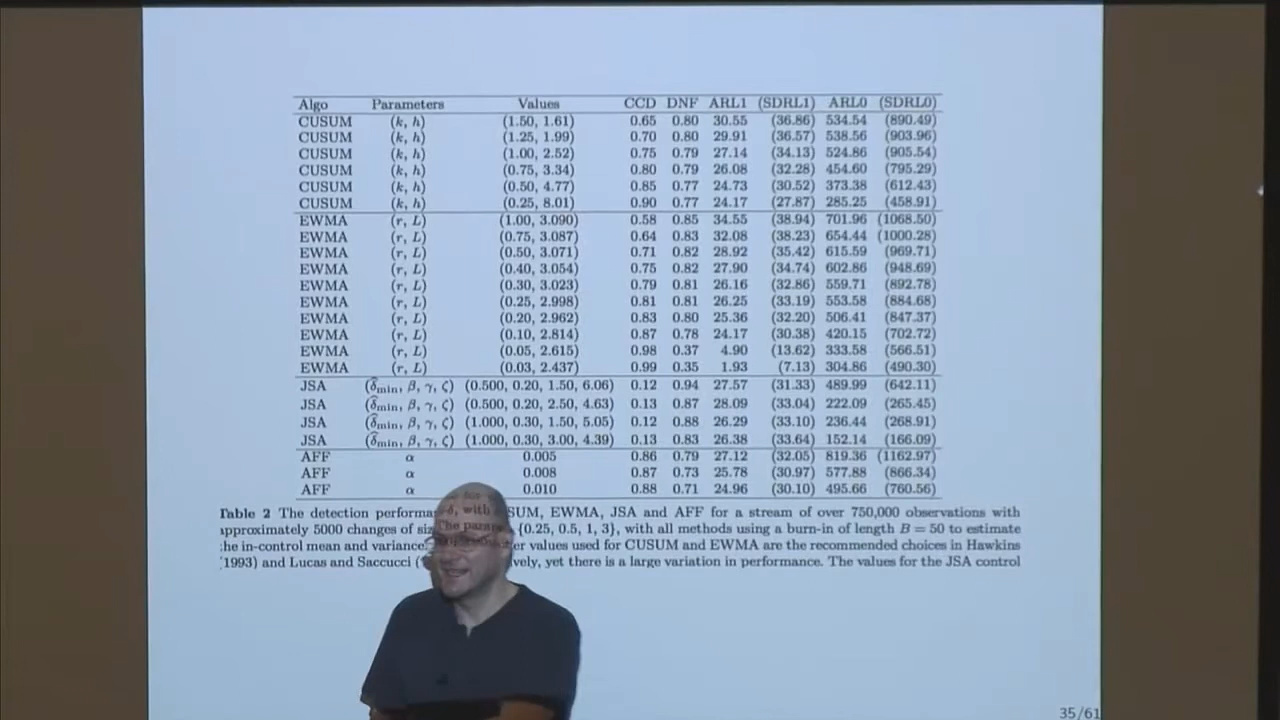 Algo Parameters Values CCD DNF ARL1 (SDRL1) ARL0 (SDRL0)
CUSUM (k, h) (1.50, 1.61) 0.65 0.80 30.55 (36.86) 534.54 (890.49)
CUSUM (k, h) (1.25, 1.99) 0.70 0.80 29.91 (36.57) 538.56 (903.96)
CUSUM (k, h) (1.00, 2.52) 0.75 0.79 27.14 (34.13) 524.86 (905.54)
CUSUM (k, h) (0.75, 3.34) 0.80 0.79 26.08 (32.28) 454.60 (795.29)
CUSUM (k, h) (0.50, 4.77) 0.85 0.77 24.73 (30.52) 373.38 (612.43)
CUSUM (k, h) (0.25, 8.01) 0.90 0.77 24.17 (27.87) 285.25 (458.91)
EWMA (r, L) (1.00, 3.090) 0.58 0.85 34.55 (38.94) 701.96 (1068.50)
EWMA (r, L) (0.75, 3.087) 0.64 0.83 32.08 (38.23) 654.44 (1000.28)
EWMA (r, L) (0.50, 3.071) 0.71 0.82 28.92 (35.42) 615.59 (969.71)
EWMA (r, L) (0.40, 3.054) 0.75 0.82 27.90 (34.74) 602.86 (948.69)
EWMA (r, L) (0.30, 3.023) 0.79 0.81 26.16 (32.86) 559.71 (892.78)
EWMA (r, L) (0.25, 2.998) 0.81 0.81 26.25 (33.19) 553.58 (884.68)
EWMA (r, L) (0.20, 2.962) 0.83 0.80 25.36 (32.20) 506.41 (847.37)
EWMA (r, L) (0.10, 2.814) 0.87 0.78 24.17 (30.38) 420.15 (702.72)
EWMA (r, L) (0.05, 2.615) 0.98 0.37 4.90 (13.62) 333.58 (566.51)
EWMA (r, L) (0.03, 2.437) 0.99 0.35 1.93 (7.13) 304.86 (490.30)
JSA (δ̂min, β, γ, ζ) (0.500, 0.20, 1.50, 6.06) 0.12 0.94 27.57 (31.33) 489.99 (642.11)
JSA (δ̂min, β, γ, ζ) (0.500, 0.20, 2.50, 4.63) 0.13 0.87 28.09 (33.04) 222.09 (265.45)
JSA (δ̂min, β, γ, ζ) (1.000, 0.30, 1.50, 5.05) 0.12 0.88 26.29 (33.10) 236.44 (268.91)
JSA (δ̂min, β, γ, ζ) (1.000, 0.30, 3.00, 4.39) 0.13 0.83 26.38 (33.64) 152.14 (166.09)
AFF α 0.005 0.86 0.79 27.12 (32.05) 819.36 (1162.97)
AFF α 0.008 0.87 0.73 25.78 (30.97) 577.88 (866.34)
AFF α 0.010 0.88 0.71 24.96 (30.10) 495.66 (760.56)
Table 2 The detection performa SUM, EWMA, JSA and AFF for a stream of over 750,000 observations with
approximately 5000 changes of siz {0.25, 0.5, 1, 3}, with all methods using a burn-in of length B = 50 to estimate
he in-control mean and variance. The param er values used for CUSUM and EWMA are the recommended choices in Hawkins
1993) and Lucas and Saccucci ( vely, yet there is a large variation in performance. The values for the JSA control
35/61